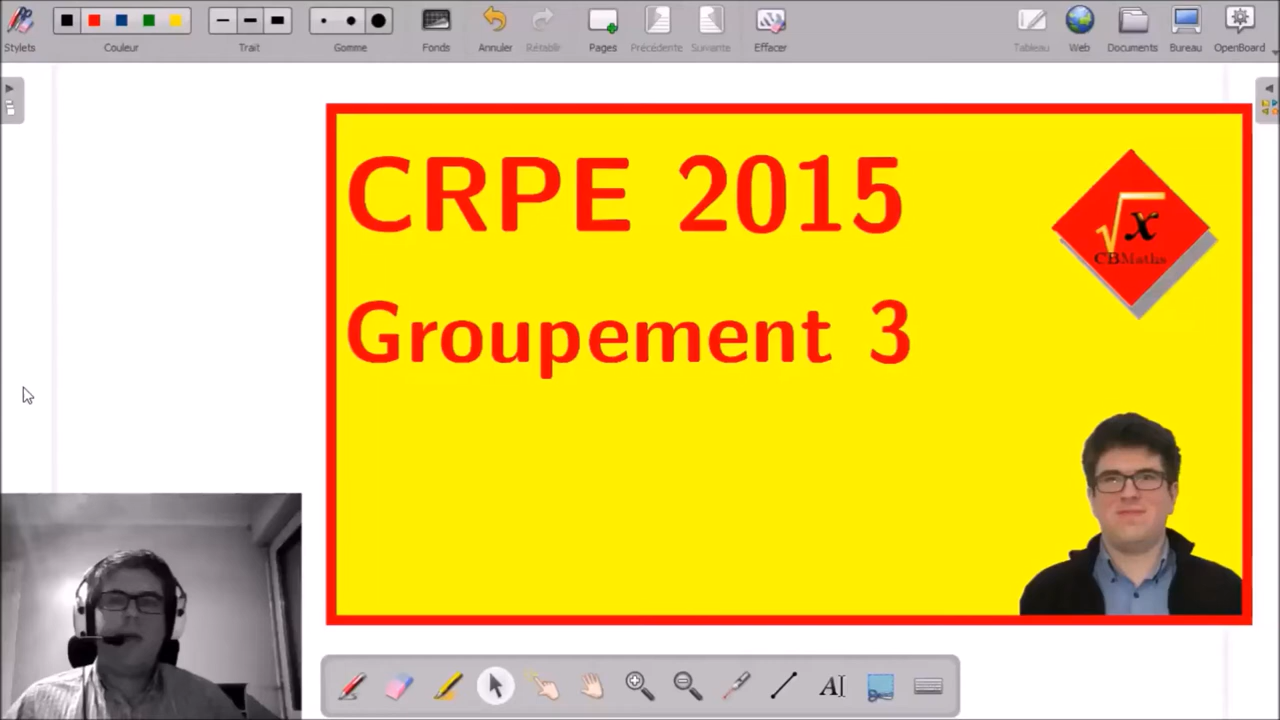 Stylets
Couleur
Trait
Gomme
Fonds
Annuler
Rétablir
Pages
Précédente
Suivante
Effacer
Tableau
Web
Documents
Bureau
OpenBoard
CRPE 2015
Groupement 3
√x
CBMaths
AI